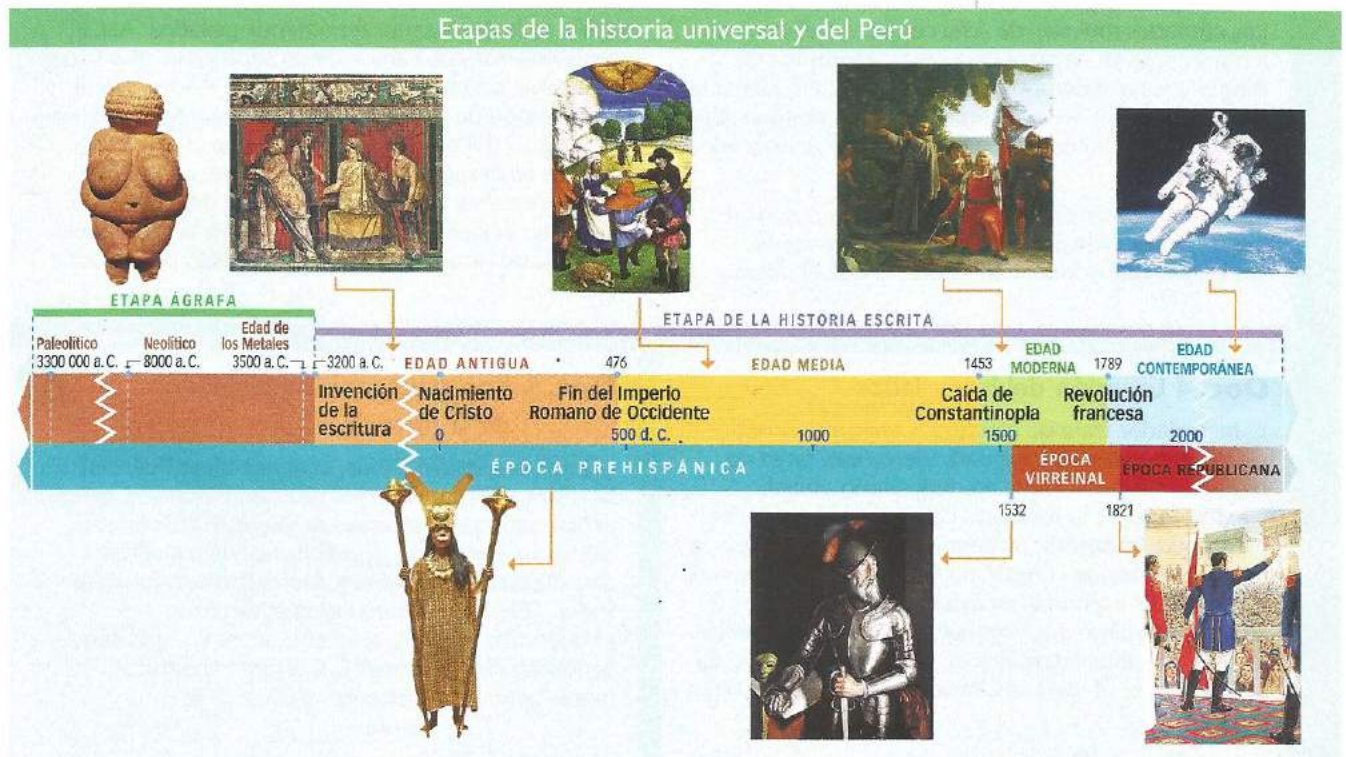 Etapas de la historia universal y del Perú
ETAPA ÁGRAFA
ETAPA DE LA HISTORIA ESCRITA
Paleolítico
3300 000 a. C.
Neolítico
8000 a. C.
Edad de
los Metales
3500 a. C.
3200 a. C.
EDAD ANTIGUA
476
EDAD MEDIA
1453
EDAD
MODERNA
1789
EDAD
CONTEMPORÁNEA
Invención
de la
escritura
Nacimiento
de Cristo
Fin del Imperio
Romano de Occidente
Caída de
Constantinopla
Revolución
francesa
0
500 d. C.
1000
1500
2000
ÉPOCA PREHISPÁNICA
ÉPOCA
VIRREINAL
ÉPOCA REPUBLICANA
1532
1821